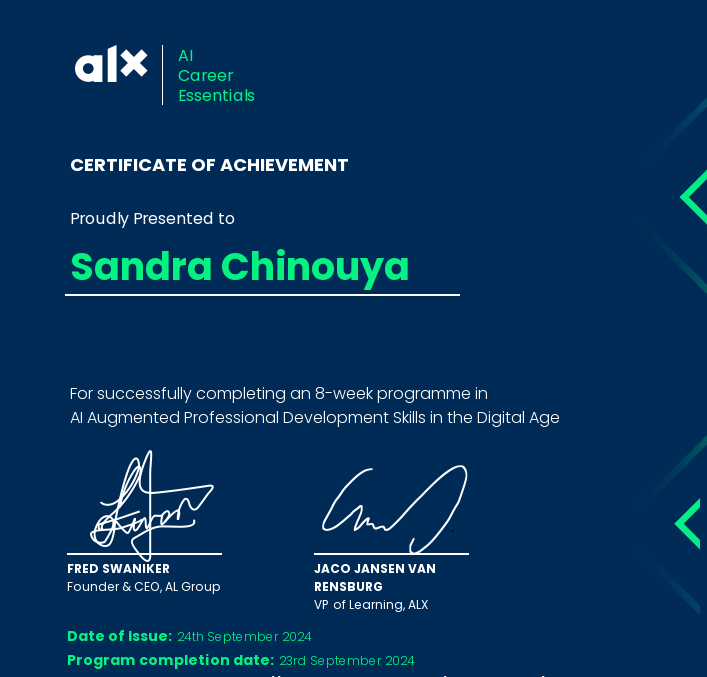 alx
AI
Career
Essentials
CERTIFICATE OF ACHIEVEMENT
Proudly Presented to
Sandra Chinouya
For successfully completing an 8-week programme in
AI Augmented Professional Development Skills in the Digital Age
FRED SWANIKER
Founder & CEO, AL Group
JACO JANSEN VAN
RENSBURG
VP of Learning, ALX
Date of Issue: 24th September 2024
Program completion date: 23rd September 2024